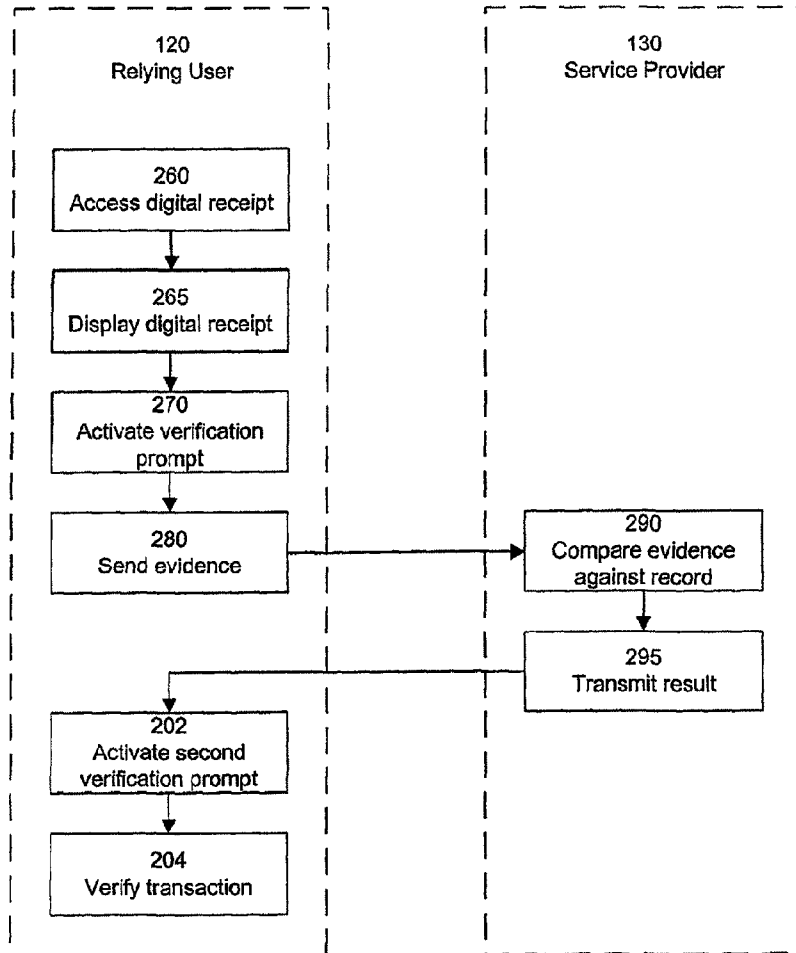 120
Relying User
130
Service Provider
260
Access digital receipt
265
Display digital receipt
270
Activate verification
prompt
280
Send evidence
290
Compare evidence
against record
295
Transmit result
202
Activate second
verification prompt
204
Verify transaction